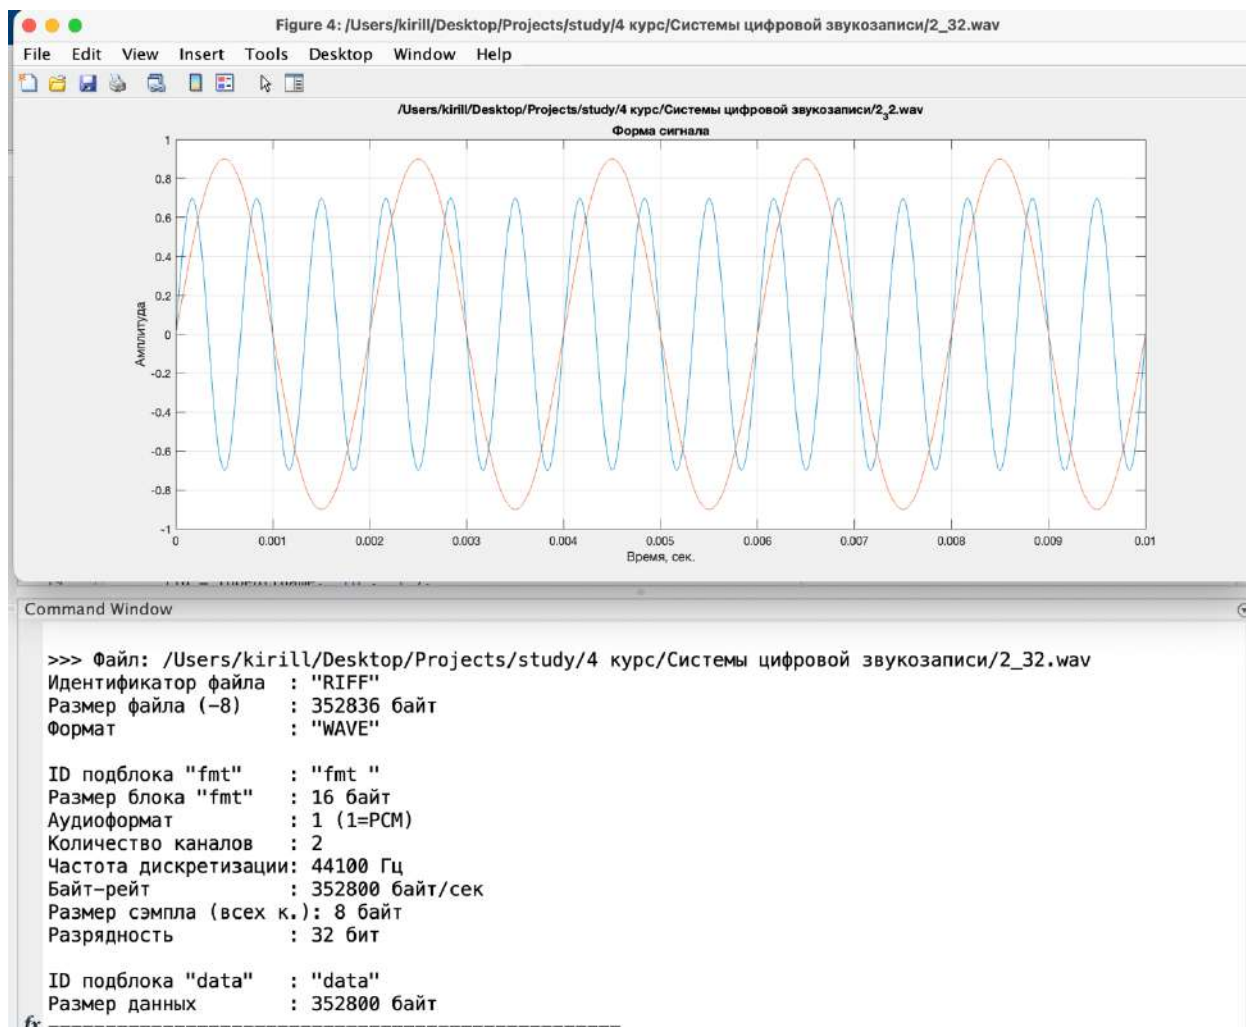 Figure 4: /Users/kirill/Desktop/Projects/study/4 курс/Системы цифровой звукозаписи/2_32.wav
File Edit View Insert Tools Desktop Window Help
/Users/kirill/Desktop/Projects/study/4 курс/Системы цифровой звукозаписи/2_32.wav
Форма сигнала
1
0.8
0.6
0.4
0.2
0
-0.2
-0.4
-0.6
-0.8
-1
Амплитуда
0 0.001 0.002 0.003 0.004 0.005 0.006 0.007 0.008 0.009 0.01
Время, сек.
Command Window
>>> Файл: /Users/kirill/Desktop/Projects/study/4 курс/Системы цифровой звукозаписи/2_32.wav
Идентификатор файла : "RIFF"
Размер файла (-8) : 352836 байт
Формат : "WAVE"
ID подблока "fmt" : "fmt "
Размер блока "fmt" : 16 байт
Аудиоформат : 1 (1=PCM)
Количество каналов : 2
Частота дискретизации: 44100 Гц
Байт-рейт : 352800 байт/сек
Размер сэмпла (всех к.): 8 байт
Разрядность : 32 бит
ID подблока "data" : "data"
Размер данных : 352800 байт
fx